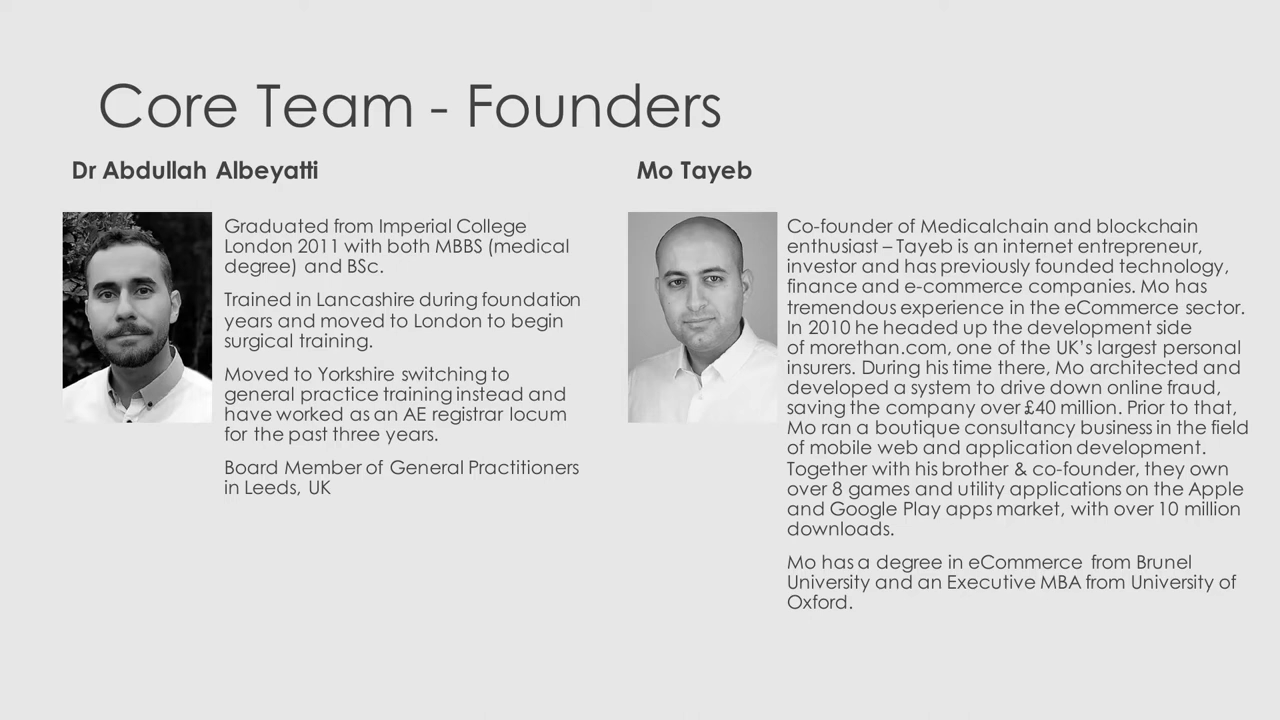 Core Team - Founders
Dr Abdullah Albeyatti
Graduated from Imperial College
London 2011 with both MBBS (medical
degree) and BSc.
Trained in Lancashire during foundation
years and moved to London to begin
surgical training.
Moved to Yorkshire switching to
general practice training instead and
have worked as an AE registrar locum
for the past three years.
Board Member of General Practitioners
in Leeds, UK
Mo Tayeb
Co-founder of Medicalchain and blockchain
enthusiast – Tayeb is an internet entrepreneur,
investor and has previously founded technology,
finance and e-commerce companies. Mo has
tremendous experience in the eCommerce sector.
In 2010 he headed up the development side
of morethan.com, one of the UK's largest personal
insurers. During his time there, Mo architected and
developed a system to drive down online fraud,
saving the company over £40 million. Prior to that,
Mo ran a boutique consultancy business in the field
of mobile web and application development.
Together with his brother & co-founder, they own
over 8 games and utility applications on the Apple
and Google Play apps market, with over 10 million
downloads.
Mo has a degree in eCommerce from Brunel
University and an Executive MBA from University of
Oxford.